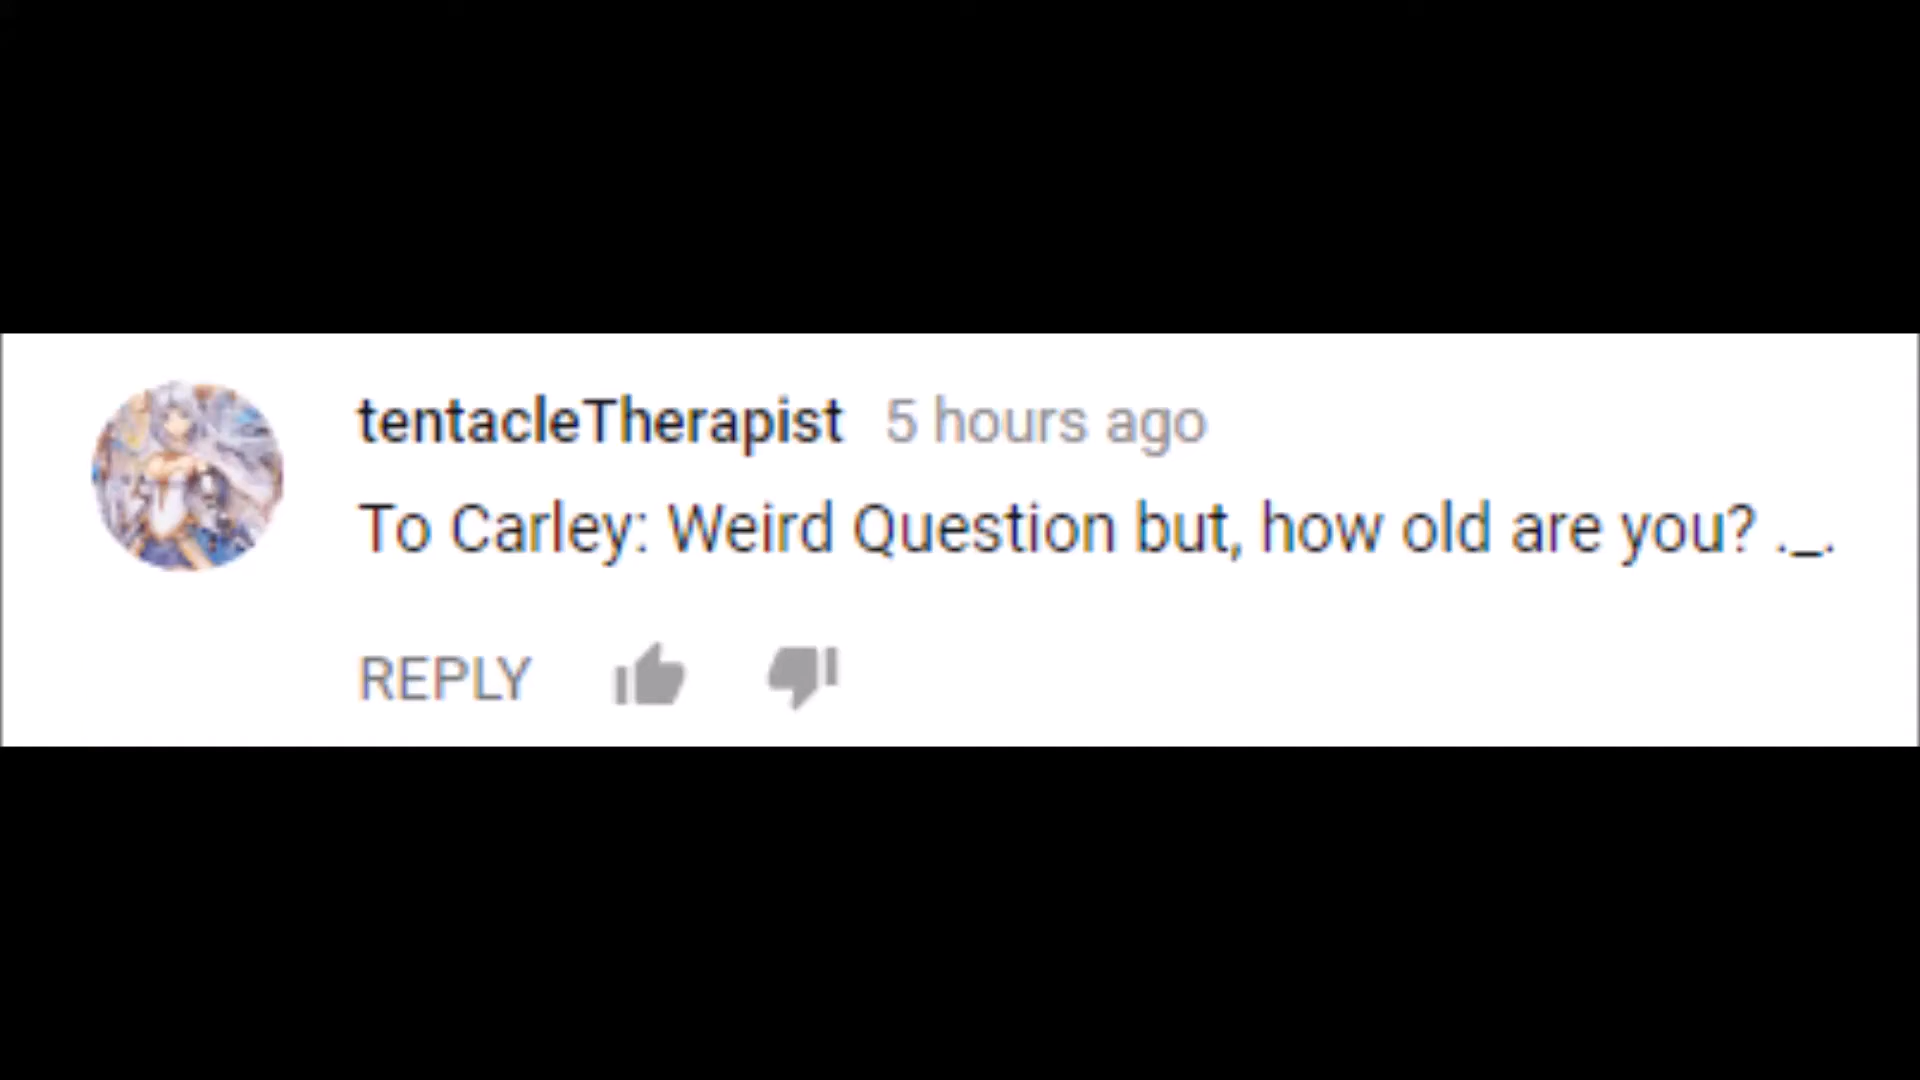 tentacleTherapist 5 hours ago
To Carley: Weird Question but, how old are you? ._.
REPLY